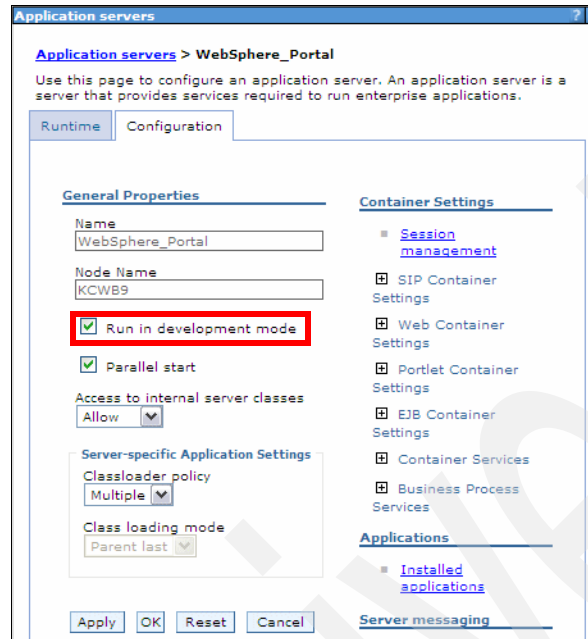 Application servers
?
Application servers > WebSphere_Portal
Use this page to configure an application server. An application server is a
server that provides services required to run enterprise applications.
Runtime
Configuration
General Properties
Name
WebSphere_Portal
Node Name
KCWB9
Run in development mode
Parallel start
Access to internal server classes
Allow
Server-specific Application Settings
Classloader policy
Multiple
Class loading mode
Parent last
Apply
OK
Reset
Cancel
Container Settings
Session
management
SIP Container
Settings
Web Container
Settings
Portlet Container
Settings
EJB Container
Settings
Container Services
Business Process
Services
Applications
Installed
applications
Server messaging